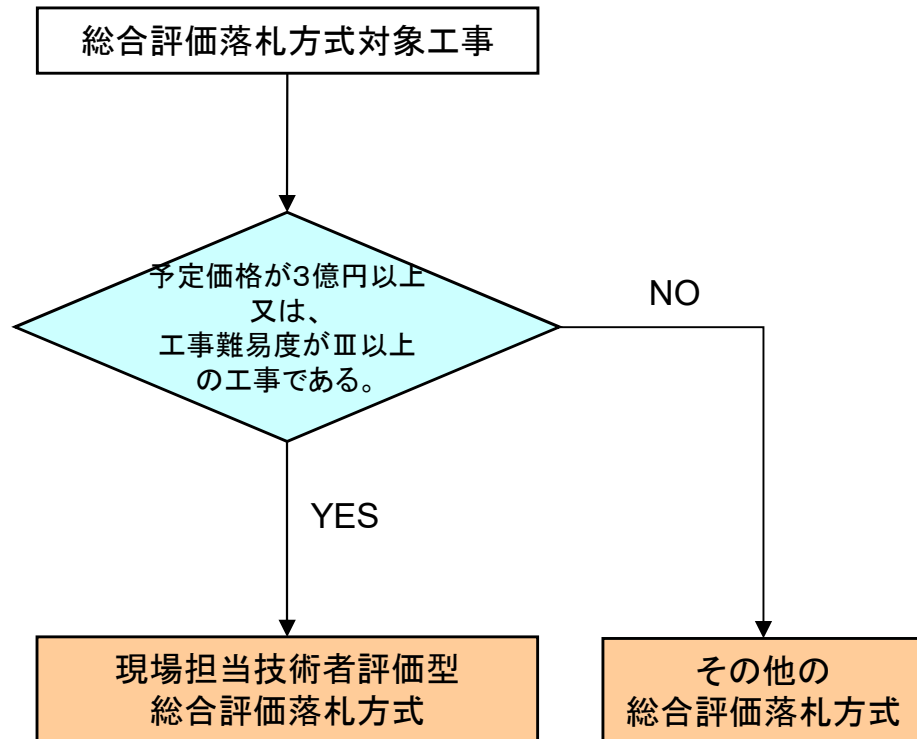 総合評価落札方式対象工事
予定価格が3億円以上
又は、
工事難易度がⅢ以上
の工事である。
NO
YES
現場担当技術者評価型
総合評価落札方式
その他の
総合評価落札方式